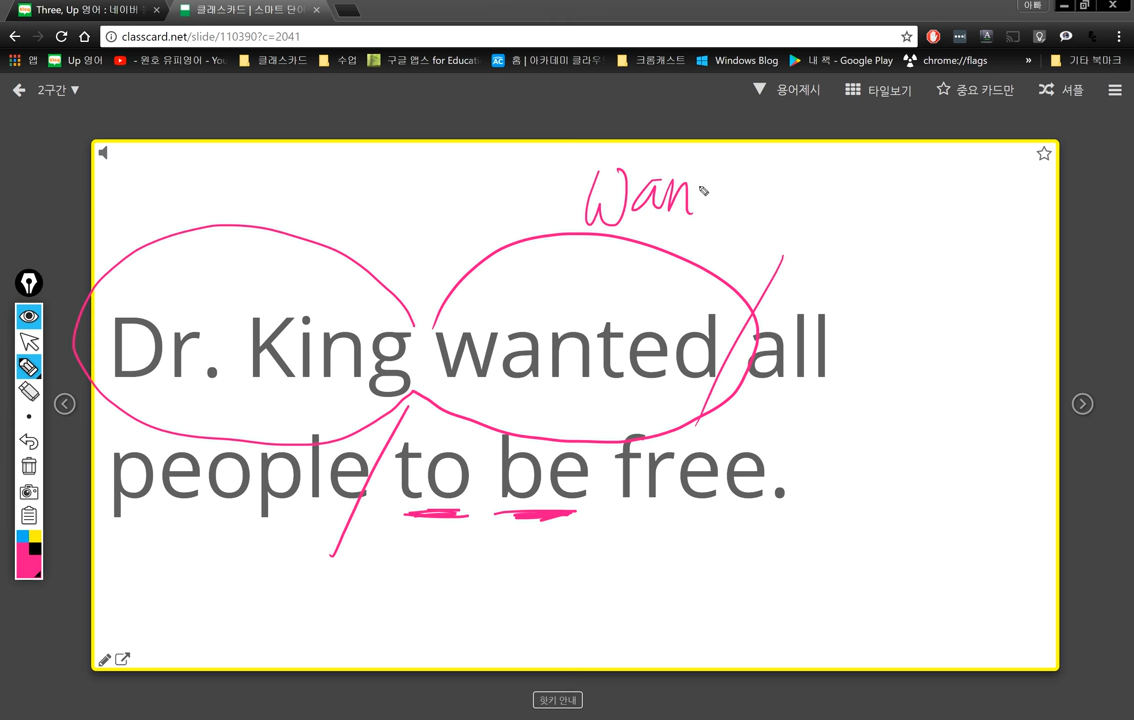 Three, Up 영어 : 네이버
클래스카드 | 스마트 단어
아빠
classcard.net/slide/110390?c=2041
앱 Up 영어 - 원호 유피영어 - You 클래스카드 수업 구글 앱스 for Educati 홈 | 아카데미 클라우 크롬캐스트 Windows Blog 내 책 - Google Play chrome://flags » 기타 북마크
2구간 ▼ ▼ 용어제시 타일보기 중요 카드만 셔플
Wan
Dr. King wanted all
people to be free.
핫키 안내